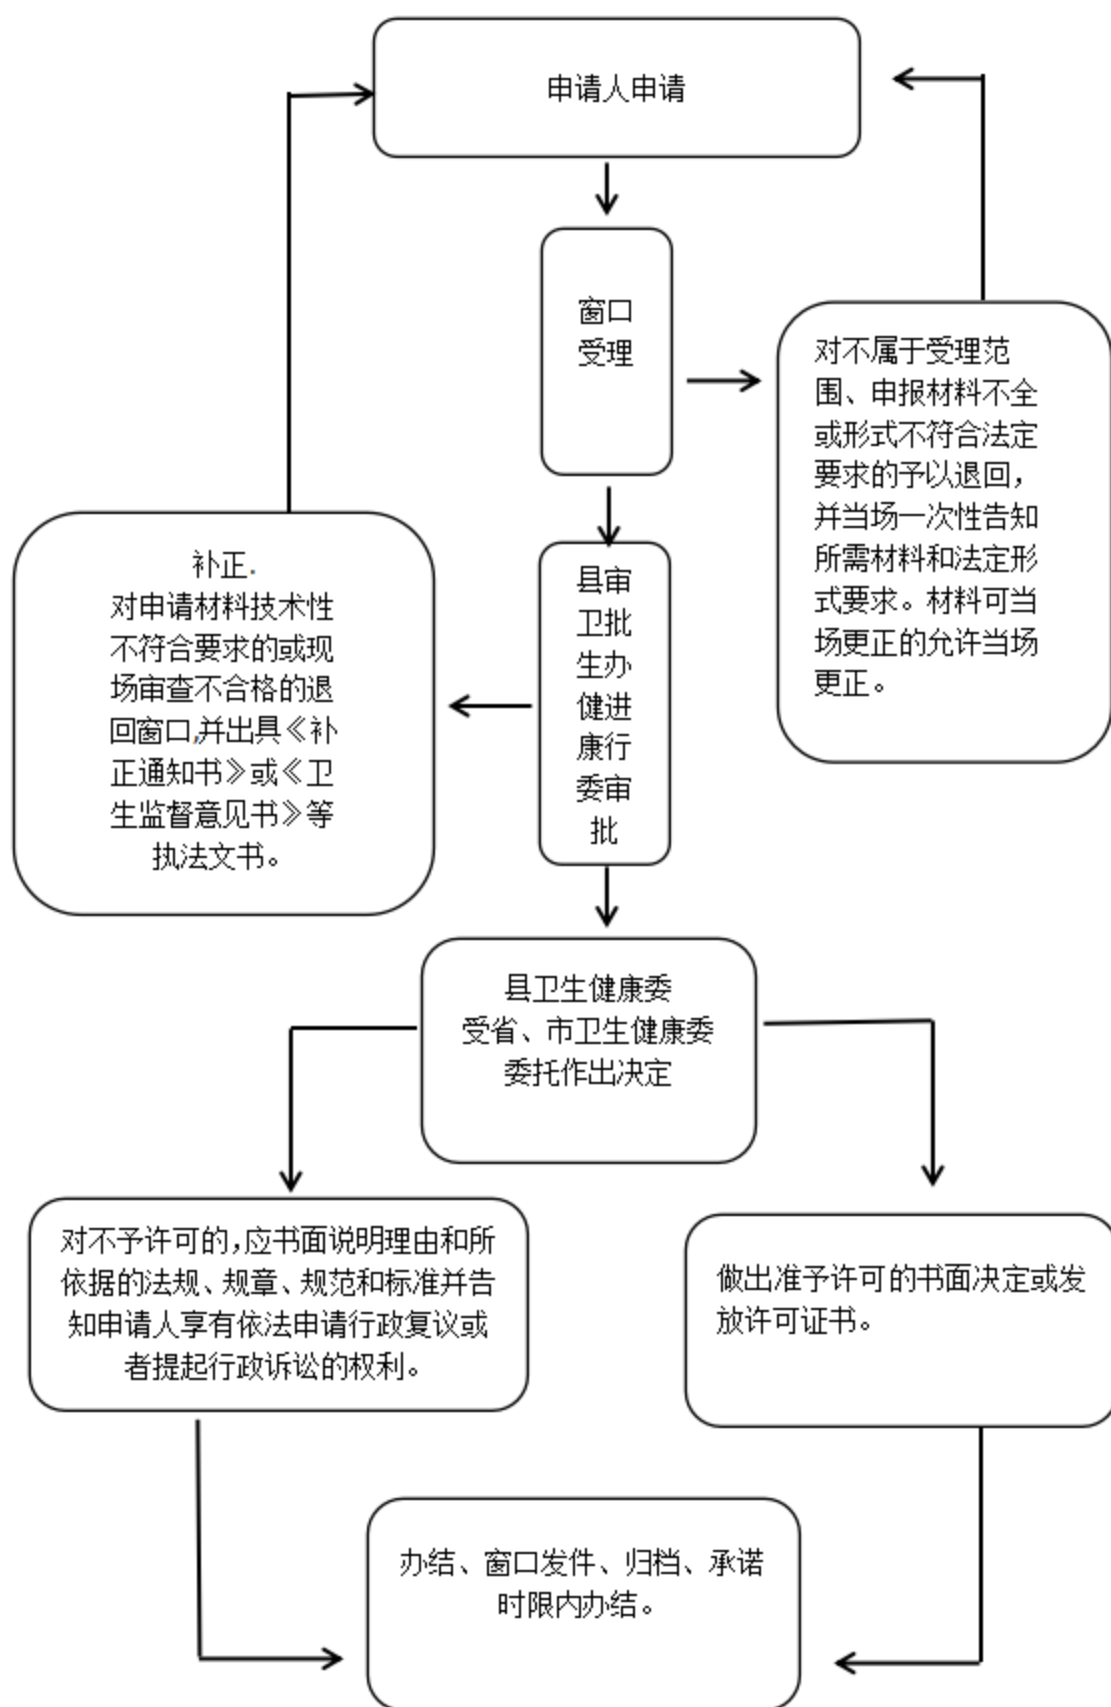 申请人申请
窗口
受理
对不属于受理范
围、申报材料不全
或形式不符合法定
要求的予以退回，
并当场一次性告知
所需材料和法定形
式要求。材料可当
场更正的允许当场
更正。
县审
卫批
生办
健进
康行
委审
批
补正.
对申请材料技术性
不符合要求的或现
场审查不合格的退
回窗口,并出具《补
正通知书》或《卫
生监督意见书》等
执法文书。
县卫生健康委
受省、市卫生健康委
委托作出决定
对不予许可的,应书面说明理由和所
依据的法规、规章、规范和标准并告
知申请人享有依法申请行政复议或
者提起行政诉讼的权利。
做出准予许可的书面决定或发
放许可证书。
办结、窗口发件、归档、承诺
时限内办结。